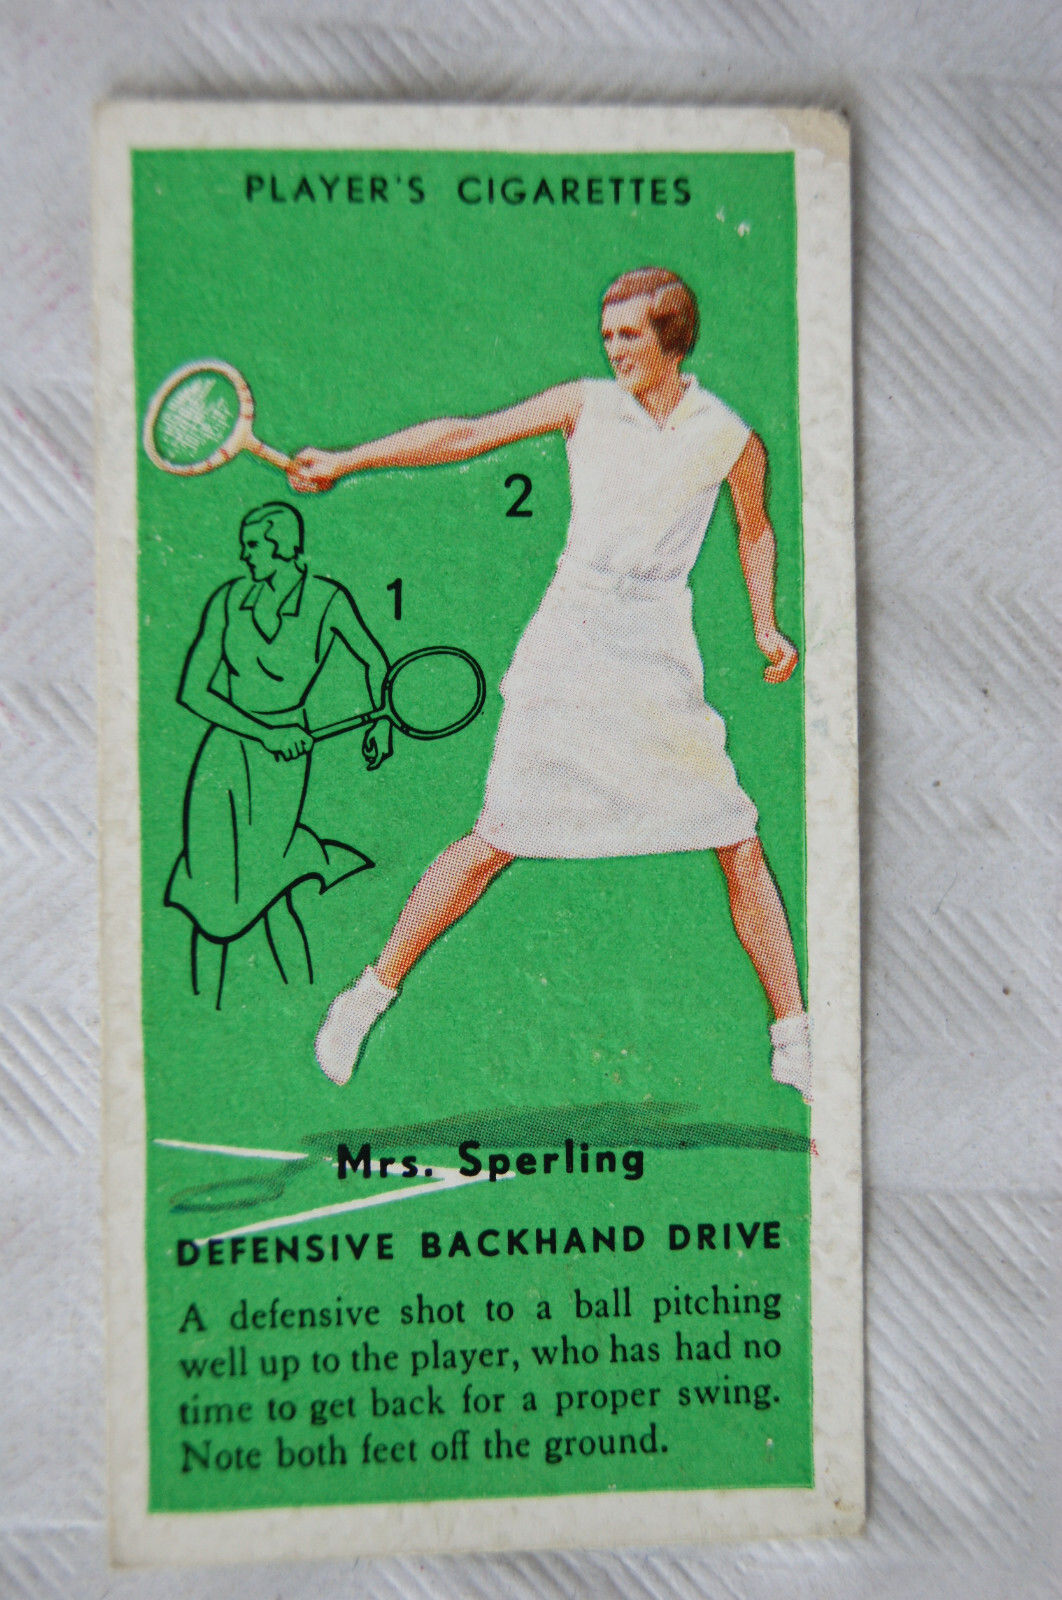 PLAYER'S CIGARETTES
2
1
Mrs. Sperling
DEFENSIVE BACKHAND DRIVE
A defensive shot to a ball pitching
well up to the player, who has had no
time to get back for a proper swing.
Note both feet off the ground.